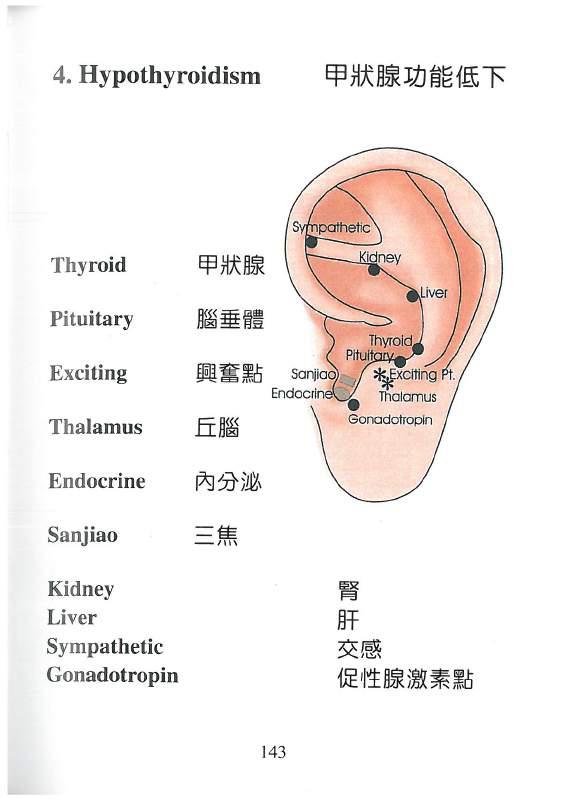 4. Hypothyroidism 甲狀腺功能低下
Sympathetic
Kidney
Thyroid 甲狀腺
Liver
Pituitary 腦垂體
Thyroid
Pituitary
Exciting 興奮點
Sanjiao
Exciting Pt.
Endocrine
Thalamus
Gonadotropin
Thalamus 丘腦
Endocrine 內分泌
Sanjiao 三焦
Kidney 腎
Liver 肝
Sympathetic 交感
Gonadotropin 促性腺激素點
143